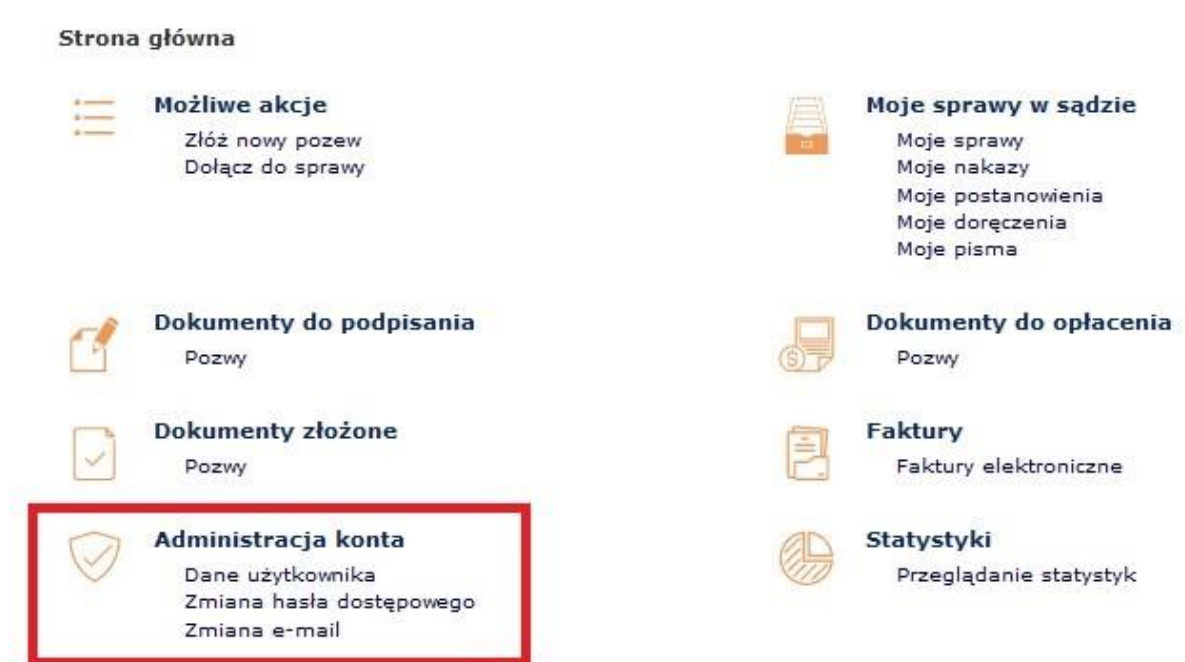 Strona główna
Możliwe akcje
Złóż nowy pozew
Dołącz do sprawy
Moje sprawy w sądzie
Moje sprawy
Moje nakazy
Moje postanowienia
Moje doręczenia
Moje pisma
Dokumenty do podpisania
Pozwy
Dokumenty do opłacenia
Pozwy
Dokumenty złożone
Pozwy
Faktury
Faktury elektroniczne
Administracja konta
Dane użytkownika
Zmiana hasła dostępowego
Zmiana e-mail
Statystyki
Przeglądanie statystyk